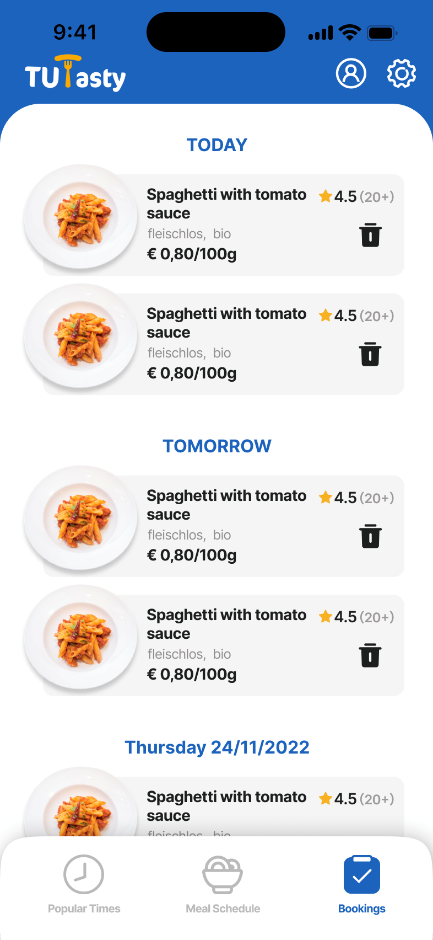 9:41
TUTasty
TODAY
Spaghetti with tomato
sauce
4.5 (20+)
fleischlos, bio
€ 0,80/100g
Spaghetti with tomato
sauce
4.5 (20+)
fleischlos, bio
€ 0,80/100g
TOMORROW
Spaghetti with tomato
sauce
4.5 (20+)
fleischlos, bio
€ 0,80/100g
Spaghetti with tomato
sauce
4.5 (20+)
fleischlos, bio
€ 0,80/100g
Thursday 24/11/2022
Spaghetti with tomato
sauce
4.5 (20+)
fleischlos, bio
Popular Times
Meal Schedule
Bookings